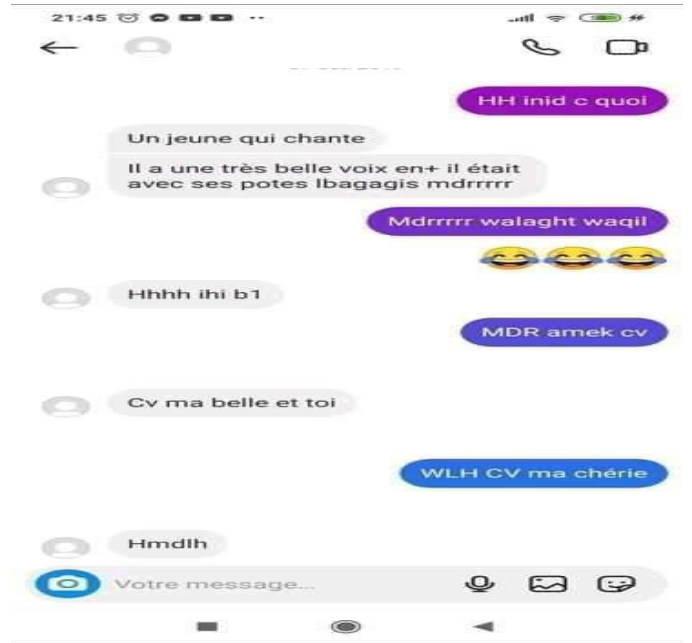 21:45
HH inid c quoi
Un jeune qui chante
Il a une très belle voix en+ il était
avec ses potes lbagagis mdrrrrr
Mdrrrrr walaght waqil
😂😂😂
Hhhh ihi b1
MDR amek cv
Cv ma belle et toi
WLH CV ma chérie
Hmdlh
Votre message...